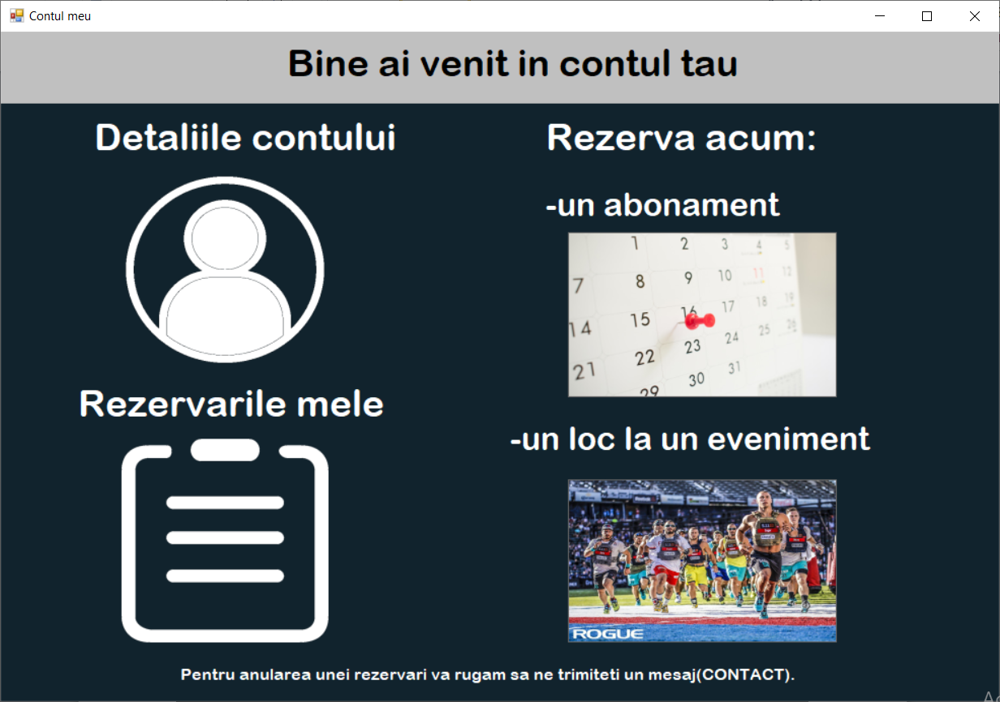 Contul meu
Bine ai venit in contul tau
Detaliile contului
Rezervarile mele
Rezerva acum:
-un abonament
1 2 3 4 5
7 8 9 10 11 12
14 15 16 17 18 19
21 22 23 24 25 26
29 30 31
-un loc la un eveniment
ROGUE
Pentru anularea unei rezervari va rugam sa ne trimiteti un mesaj(CONTACT).